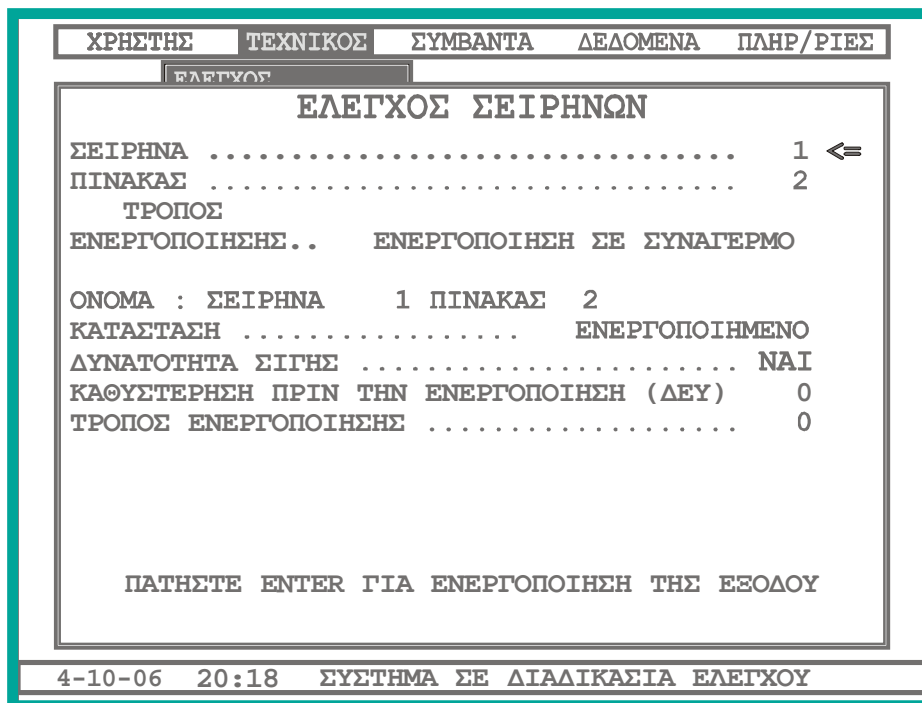 ΧΡΗΣΤΗΣ ΤΕΧΝΙΚΟΣ ΣΥΜΒΑΝΤΑ ΔΕΔΟΜΕΝΑ ΠΛΗΡ/ΡΙΕΣ
ΕΛΕΓΧΟΣ
ΕΛΕΓΧΟΣ ΣΕΙΡΗΝΩΝ
ΣΕΙΡΗΝΑ ................................ 1 <=
ΠΙΝΑΚΑΣ ................................ 2
ΤΡΟΠΟΣ
ΕΝΕΡΓΟΠΟΙΗΣΗΣ.. ΕΝΕΡΓΟΠΟΙΗΣΗ ΣΕ ΣΥΝΑΓΕΡΜΟ
ΟΝΟΜΑ : ΣΕΙΡΗΝΑ 1 ΠΙΝΑΚΑΣ 2
ΚΑΤΑΣΤΑΣΗ ................. ΕΝΕΡΓΟΠΟΙΗΜΕΝΟ
ΔΥΝΑΤΟΤΗΤΑ ΣΙΓΗΣ ....................... ΝΑΙ
ΚΑΘΥΣΤΕΡΗΣΗ ΠΡΙΝ ΤΗΝ ΕΝΕΡΓΟΠΟΙΗΣΗ (ΔΕΥ) 0
ΤΡΟΠΟΣ ΕΝΕΡΓΟΠΟΙΗΣΗΣ ................... 0
ΠΑΤΗΣΤΕ ENTER ΓΙΑ ΕΝΕΡΓΟΠΟΙΗΣΗ ΤΗΣ ΕΞΟΔΟΥ
4-10-06 20:18 ΣΥΣΤΗΜΑ ΣΕ ΔΙΑΔΙΚΑΣΙΑ ΕΛΕΓΧΟΥ